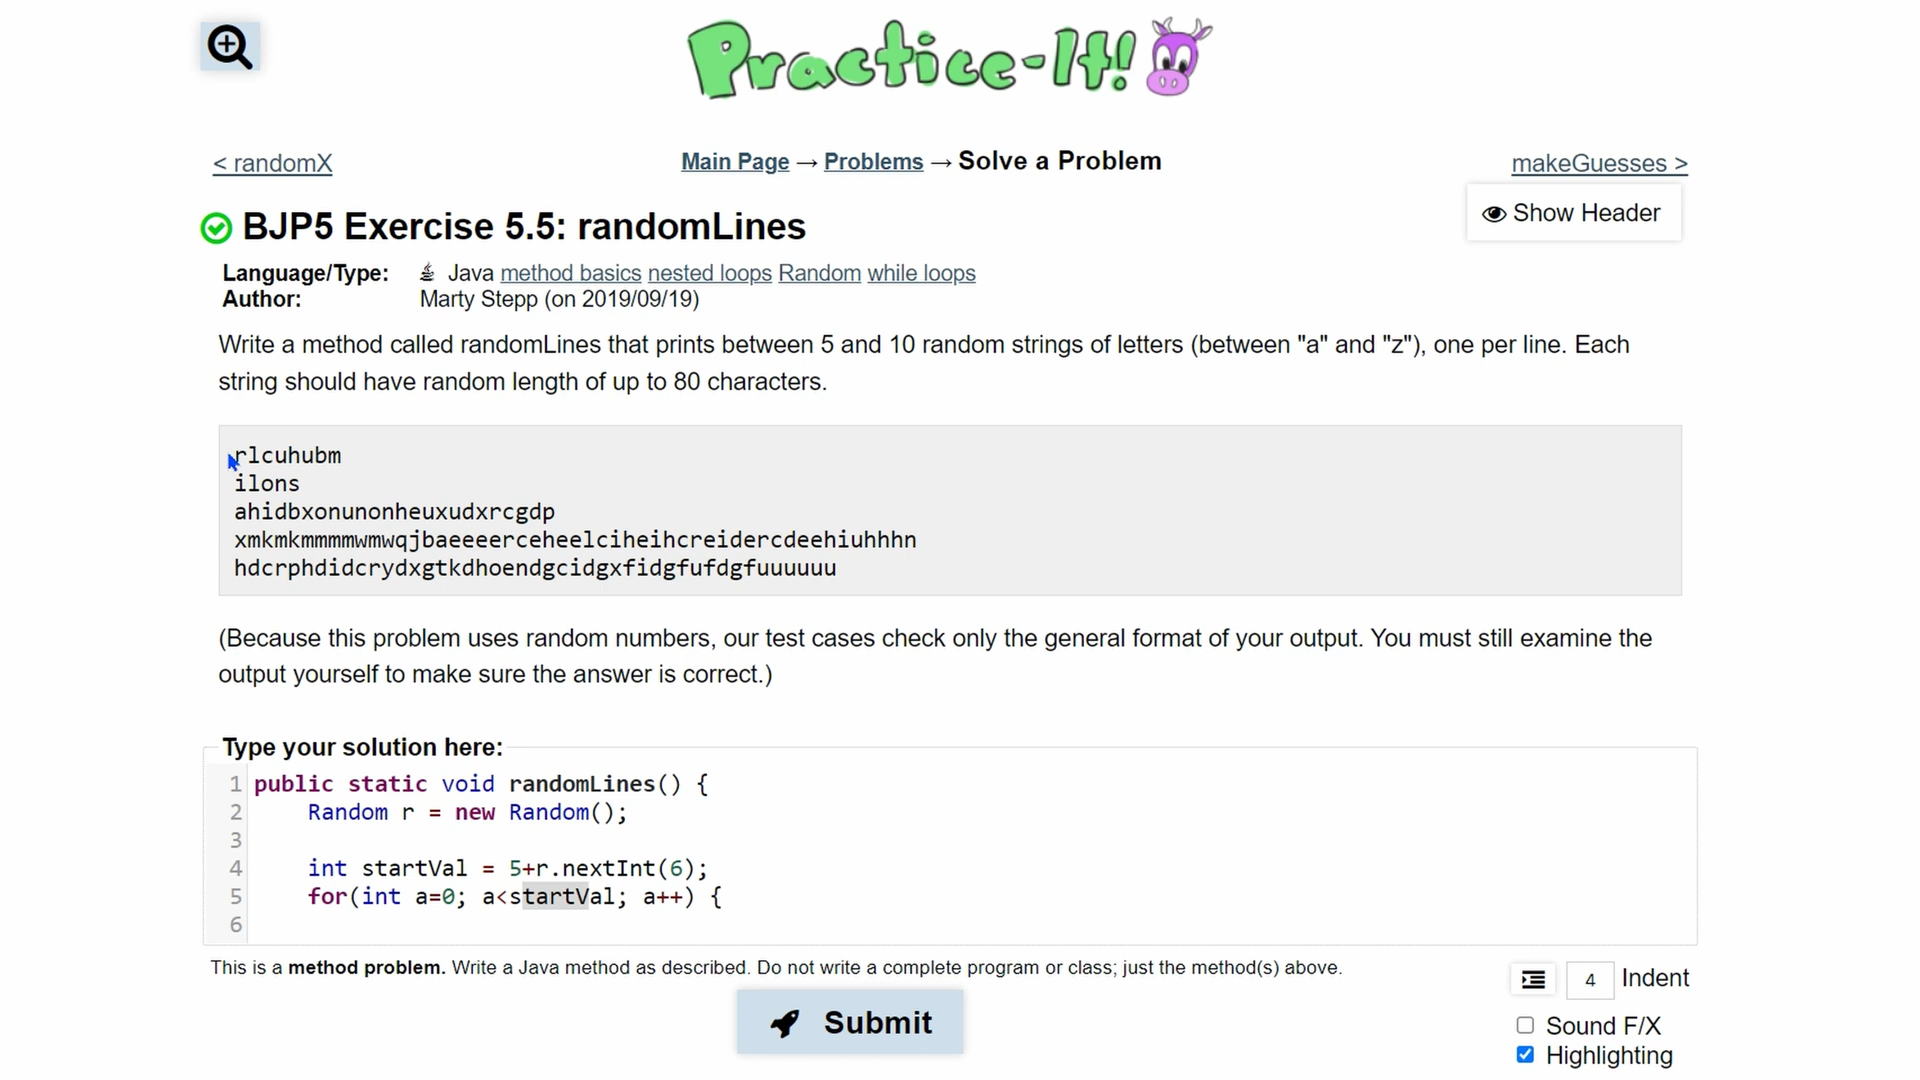 Practice-It!
< randomX
Main Page → Problems → Solve a Problem
makeGuesses >
Show Header
BJP5 Exercise 5.5: randomLines
Language/Type: Java method basics nested loops Random while loops
Author: Marty Stepp (on 2019/09/19)
Write a method called randomLines that prints between 5 and 10 random strings of letters (between "a" and "z"), one per line. Each
string should have random length of up to 80 characters.
rlcuhubm
ilons
ahidbxonunonheuxudxrcgdp
xmkmkmmmmwmwqjbaeeeerceheelciheihcreidercdeehiuhhhn
hdcrphdidcrydxgtkdhoendgcidgxfidgfufdgfuuuuuu
(Because this problem uses random numbers, our test cases check only the general format of your output. You must still examine the
output yourself to make sure the answer is correct.)
Type your solution here:
1 public static void randomLines() {
2 Random r = new Random();
3
4 int startVal = 5+r.nextInt(6);
5 for(int a=0; a<startVal; a++) {
6
This is a method problem. Write a Java method as described. Do not write a complete program or class; just the method(s) above.
4 Indent
Submit
Sound F/X
Highlighting